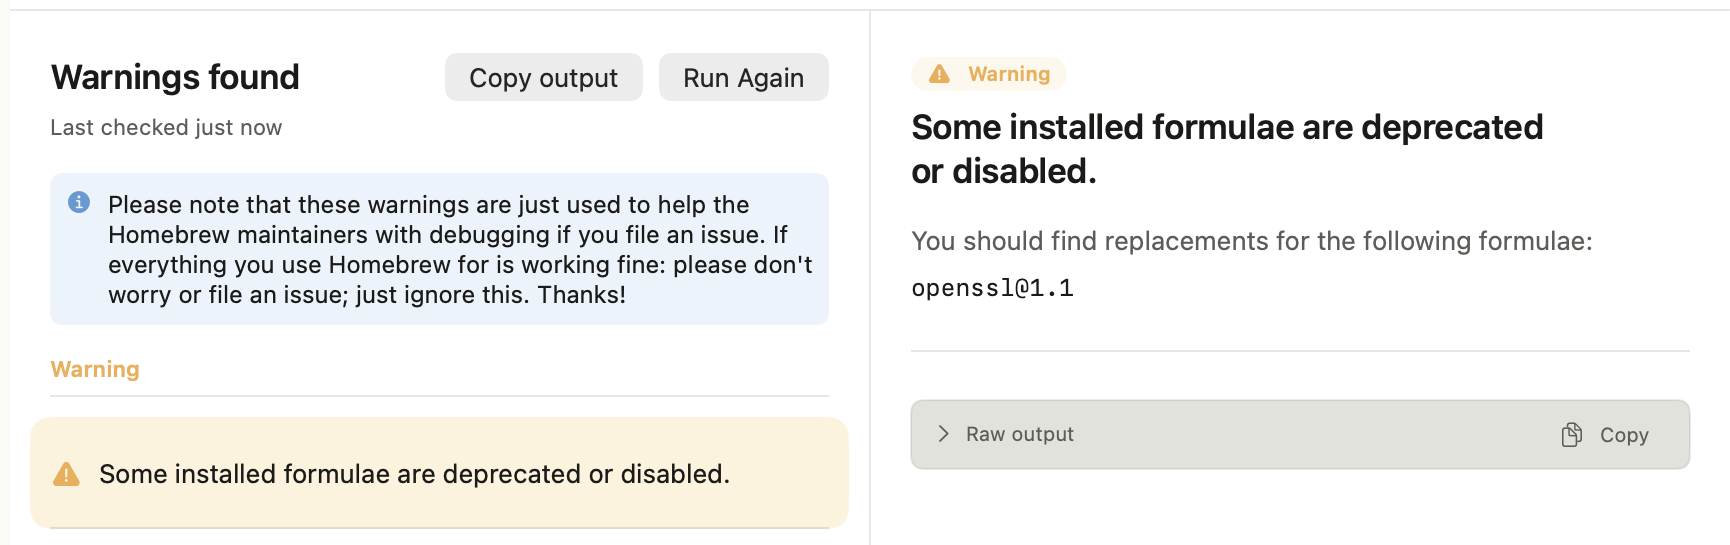 Warnings found
Copy output
Run Again
Last checked just now
Please note that these warnings are just used to help the
Homebrew maintainers with debugging if you file an issue. If
everything you use Homebrew for is working fine: please don't
worry or file an issue; just ignore this. Thanks!
Warning
Some installed formulae are deprecated or disabled.
Warning
Some installed formulae are deprecated
or disabled.
You should find replacements for the following formulae:
openssl@1.1
Raw output
Copy